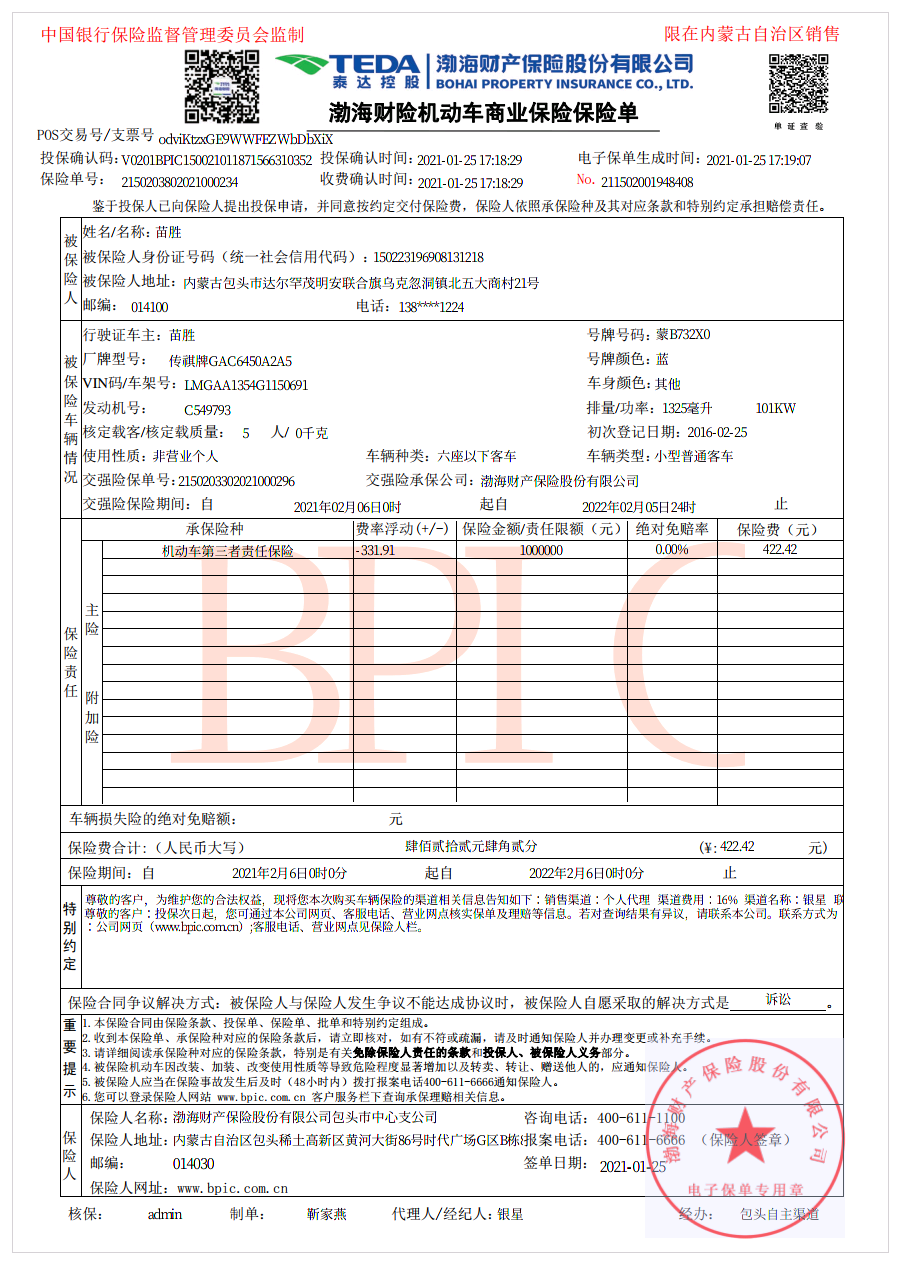 中国银行保险监督管理委员会监制 限在内蒙古自治区销售
TEDA 泰达控股 渤海财产保险股份有限公司
BOHAI PROPERTY INSURANCE CO., LTD.
单证查验
渤海财险机动车商业保险保险单
POS交易号/支票号 odviKtzxGE9WWFFZWbDbXiX
投保确认码: V0201BPIC150021011871566310352 投保确认时间: 2021-01-25 17:18:29 电子保单生成时间: 2021-01-25 17:19:07
保险单号: 2150203802021000234 收费确认时间: 2021-01-25 17:18:29 No. 211502001948408
鉴于投保人已向保险人提出投保申请，并同意按约定交付保险费，保险人依照承保险种及其对应条款和特别约定承担赔偿责任。
被保险人
姓名/名称: 苗胜
被保险人身份证号码（统一社会信用代码）: 150223196908131218
被保险人地址: 内蒙古包头市达尔罕茂明安联合旗乌克忽洞镇北五大商村21号
邮编: 014100 电话: 138****1224
被保险车辆情况
行驶证车主: 苗胜 号牌号码: 蒙B732X0
厂牌型号: 传祺牌GAC6450A2A5 号牌颜色: 蓝
VIN码/车架号: LMGAA1354G1150691 车身颜色: 其他
发动机号: C549793 排量/功率: 1325毫升 101KW
核定载客/核定载质量: 5 人/ 0千克 初次登记日期: 2016-02-25
使用性质: 非营业个人 车辆种类: 六座以下客车 车辆类型: 小型普通客车
交强险保单号: 2150203302021000296 交强险承保公司: 渤海财产保险股份有限公司
交强险保险期间: 自 2021年02月06日0时 起自 2022年02月05日24时 止
保险责任
承保险种 费率浮动(+/-) 保险金额/责任限额（元） 绝对免赔率 保险费（元）
主险
机动车第三者责任保险 -331.91 1000000 0.00% 422.42
附加险
BPIC
车辆损失险的绝对免赔额: 元
保险费合计:（人民币大写） 肆佰贰拾贰元肆角贰分 (¥: 422.42 元)
保险期间: 自 2021年2月6日0时0分 起自 2022年2月6日0时0分 止
特别约定
尊敬的客户，为维护您的合法权益，现将您本次购买车辆保险的渠道相关信息告知如下：销售渠道：个人代理 渠道费用：16% 渠道名称：银星 联
尊敬的客户：投保次日起，您可通过本公司网页、客服电话、营业网点核实保单及理赔等信息。若对查询结果有异议，请联系本公司。联系方式为
：公司网页（www.bpic.com.cn）;客服电话、营业网点见保险人栏。
保险合同争议解决方式: 被保险人与保险人发生争议不能达成协议时，被保险人自愿采取的解决方式是 诉讼 。
重要提示
1. 本保险合同由保险条款、投保单、保险单、批单和特别约定组成。
2. 收到本保险单、承保险种对应的保险条款后，请立即核对，如有不符或疏漏，请及时通知保险人并办理变更或补充手续。
3. 请详细阅读承保险种对应的保险条款，特别是有关免除保险人责任的条款和投保人、被保险人义务部分。
4. 被保险机动车因改装、加装、改变使用性质等导致危险程度显著增加以及转卖、转让、赠送他人的，应通知保险人。
5. 被保险人应当在保险事故发生后及时（48小时内）拨打报案电话400-611-6666通知保险人。
6. 您可以登录保险人网站 www.bpic.com.cn 客户服务栏下查询承保理赔相关信息。
保险人
保险人名称: 渤海财产保险股份有限公司包头市中心支公司 咨询电话: 400-611-1100
保险人地址: 内蒙古自治区包头稀土高新区黄河大街86号时代广场G区B栋 报案电话: 400-611-6666 （保险人签章）
邮编: 014030 签单日期: 2021-01-25
保险人网址: www.bpic.com.cn
渤海财产保险股份有限公司
电子保单专用章
核保: admin 制单: 靳家燕 代理人/经纪人: 银星 经办: 包头自主渠道